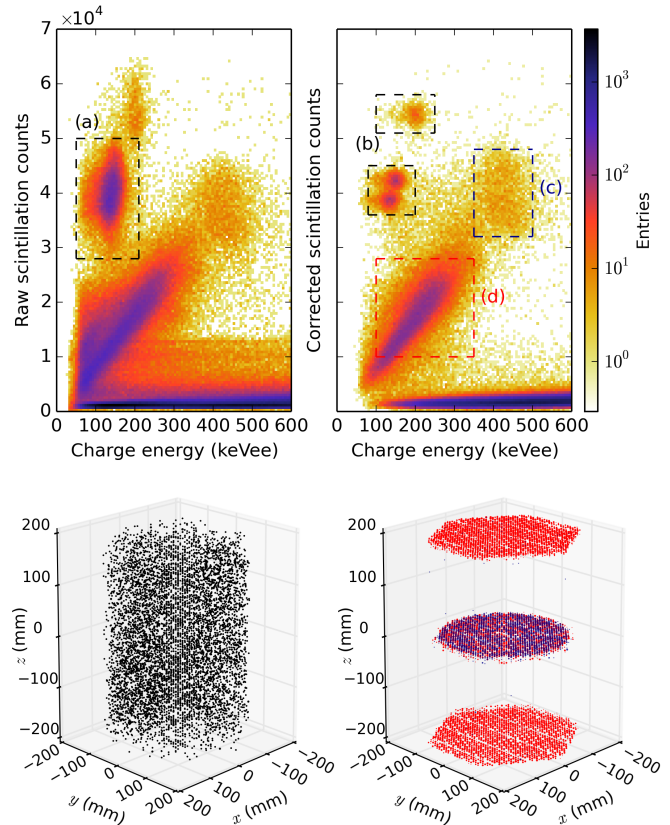 ×10⁴
7
6
5
4
3
2
1
0
Raw scintillation counts
(a)
100 200 300 400 500 600
Charge energy (keVee)
Corrected scintillation counts
(b)
(c)
(d)
0 100 200 300 400 500 600
Charge energy (keVee)
10³
10²
10¹
10⁰
Entries
200
100
0
−100
−200
z (mm)
−200
−100
0
100
200
y (mm)
−200
−100
0
100
200
x (mm)
200
100
0
−100
−200
z (mm)
−200
−100
0
100
200
y (mm)
−200
−100
0
100
200
x (mm)